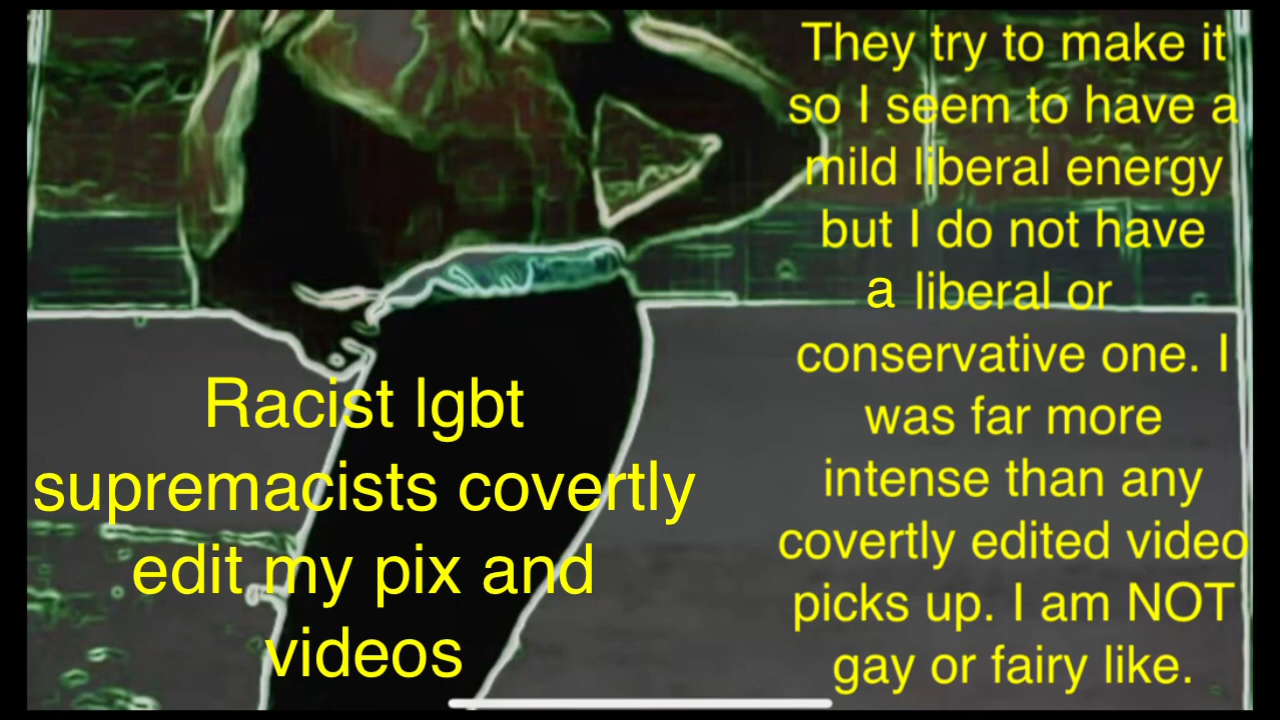 Racist lgbt
supremacists covertly
edit my pix and
videos
They try to make it
so I seem to have a
mild liberal energy
but I do not have
a liberal or
conservative one. I
was far more
intense than any
covertly edited video
picks up. I am NOT
gay or fairy like.